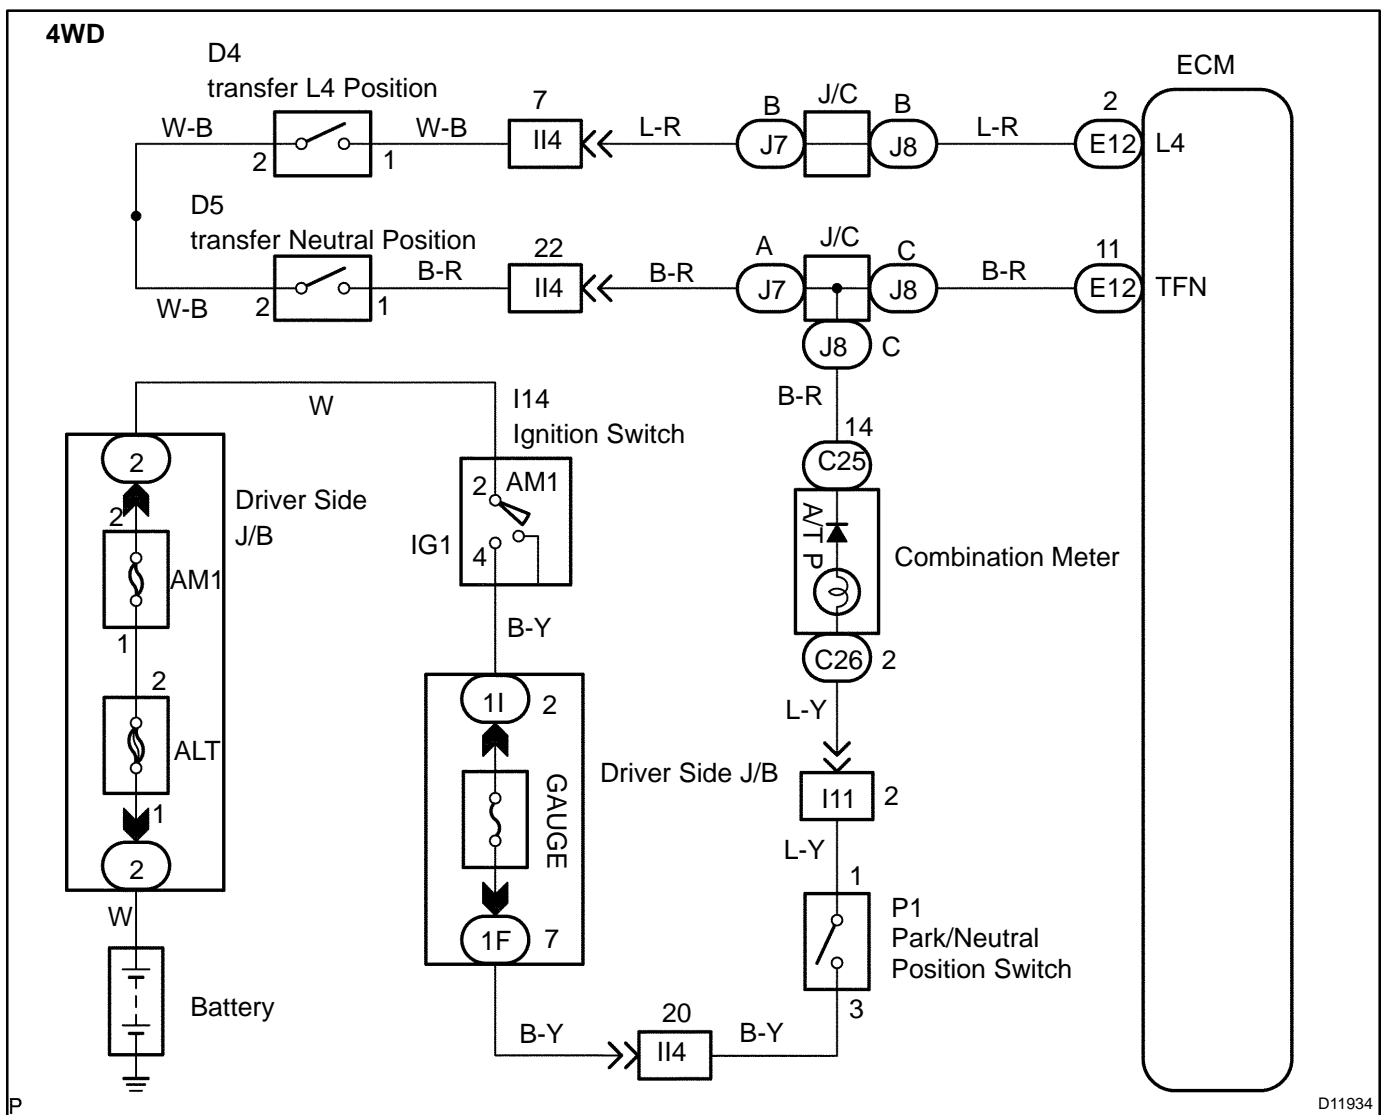 4WD
D4
transfer L4 Position
ECM
W-B
2
1
W-B
7
II4
L-R
B
J7
J/C
B
J8
L-R
2
E12
L4
D5
transfer Neutral Position
W-B
2
1
B-R
22
II4
B-R
A
J7
J/C
C
J8
B-R
11
E12
TFN
J8
C
B-R
14
C25
A/T P
Combination Meter
C26
2
L-Y
I11
2
L-Y
1
P1
Park/Neutral
Position Switch
3
W
I14
Ignition Switch
2
AM1
IG1
4
B-Y
1I
2
Driver Side J/B
GAUGE
1F
7
B-Y
20
II4
B-Y
2
Driver Side
J/B
2
AM1
1
2
ALT
1
2
W
Battery
P
D11934